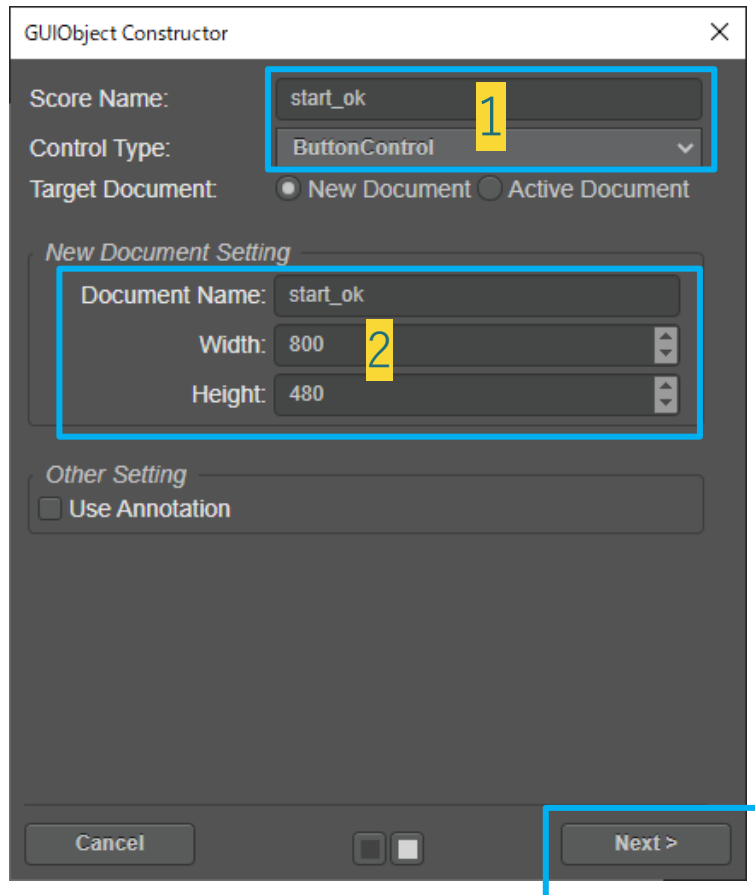 GUIObject Constructor
Score Name: start_ok
1
Control Type: ButtonControl
Target Document: New Document Active Document
New Document Setting
Document Name: start_ok
Width: 800
2
Height: 480
Other Setting
Use Annotation
Cancel Next >